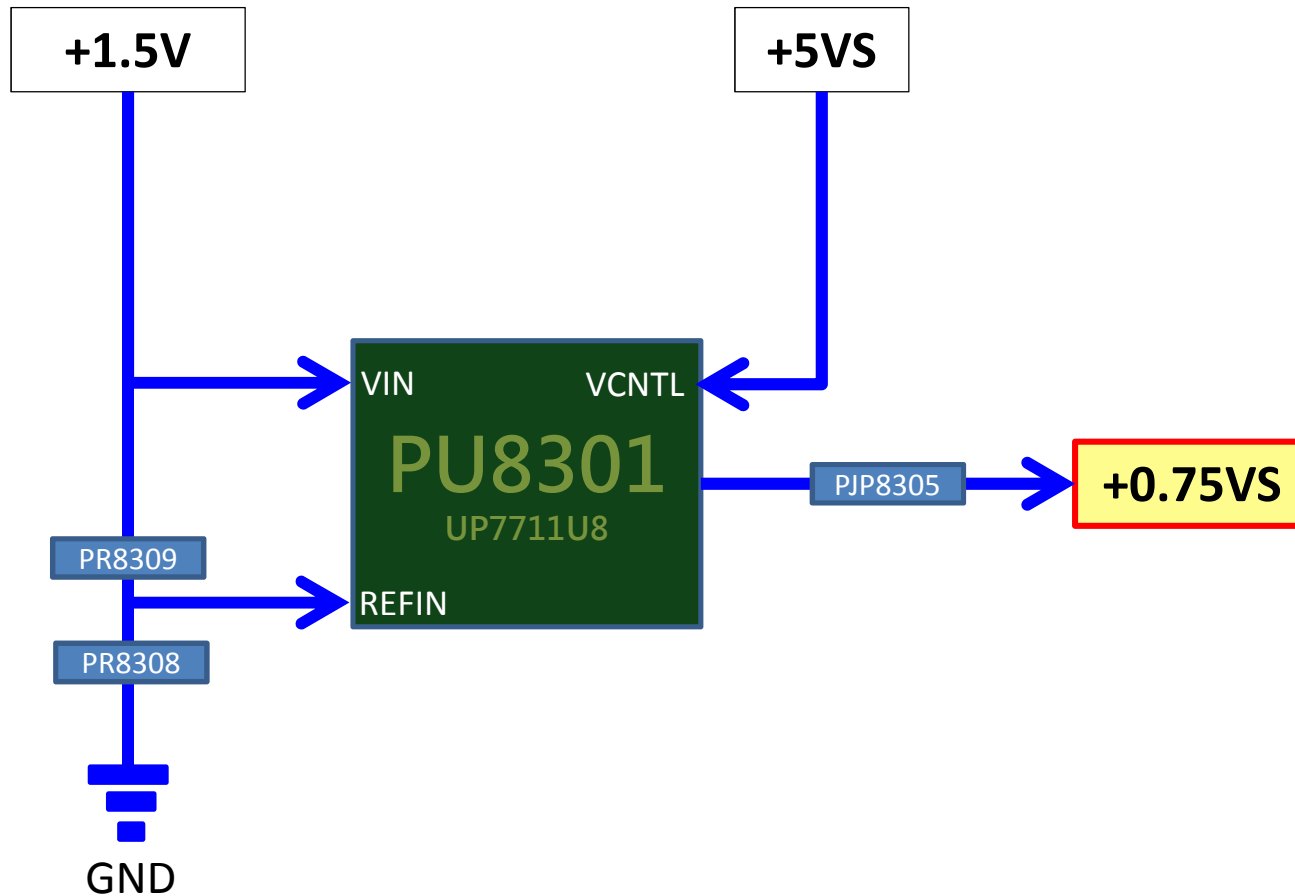 +1.5V
+5VS
VIN
VCNTL
PU8301
UP7711U8
PJP8305
+0.75VS
PR8309
REFIN
PR8308
GND